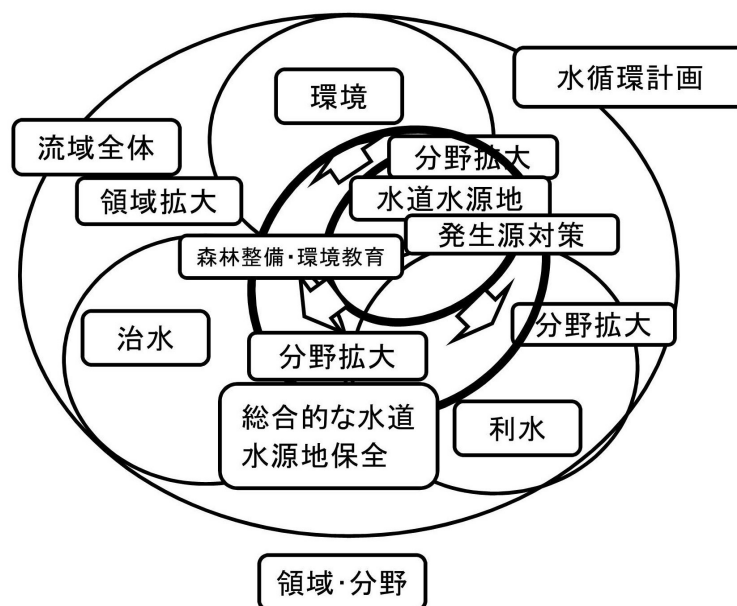 水循環計画
環境
流域全体
分野拡大
領域拡大
水道水源地
発生源対策
森林整備・環境教育
治水
分野拡大
分野拡大
総合的な水道
水源地保全
利水
領域・分野